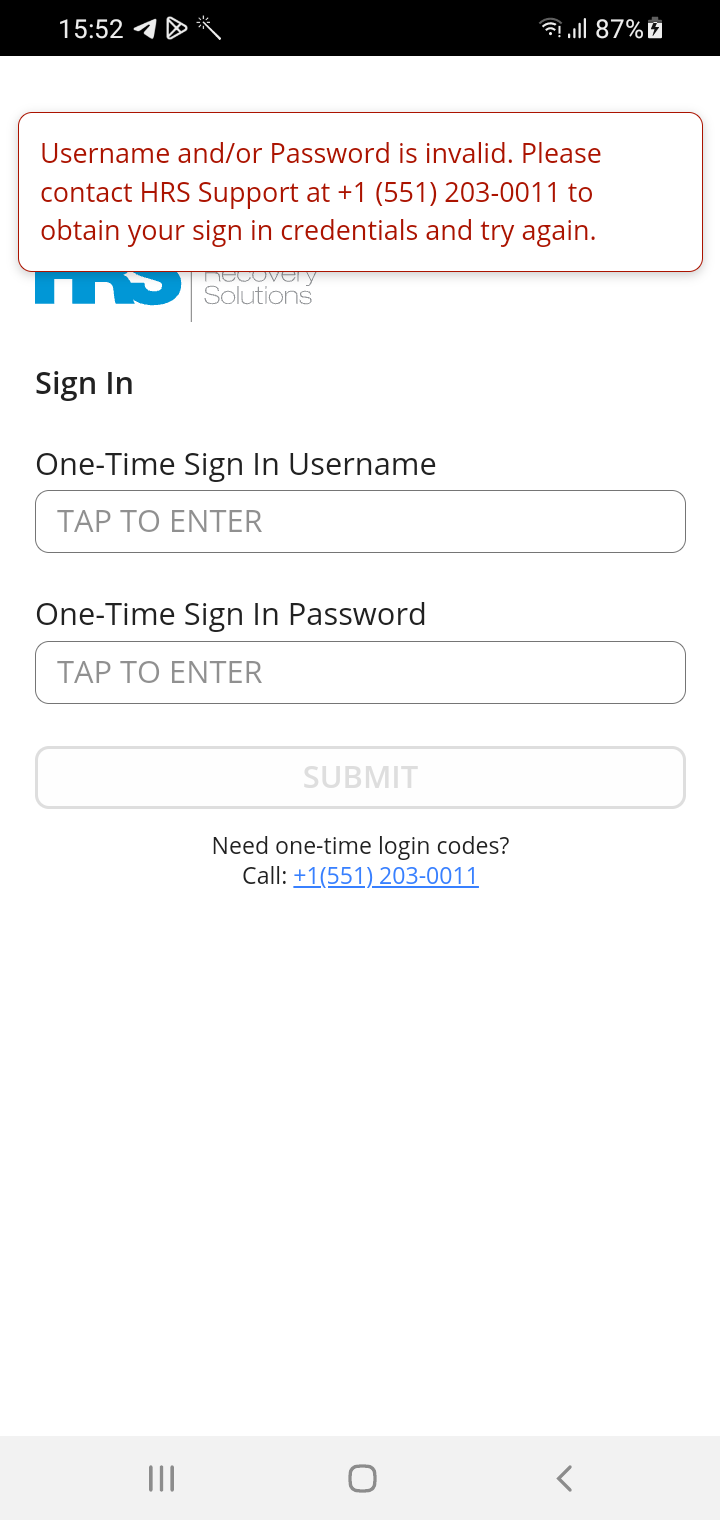 15:52
87%
Username and/or Password is invalid. Please
contact HRS Support at +1 (551) 203-0011 to
obtain your sign in credentials and try again.
HRS
Recovery
Solutions
Sign In
One-Time Sign In Username
TAP TO ENTER
One-Time Sign In Password
TAP TO ENTER
SUBMIT
Need one-time login codes?
Call: +1(551) 203-0011